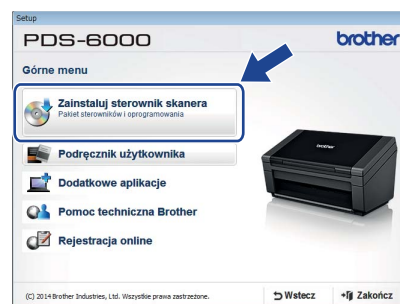 Setup
PDS-6000
brother
Górne menu
Zainstaluj sterownik skanera
Pakiet sterowników i oprogramowania
Podręcznik użytkownika
Dodatkowe aplikacje
Pomoc techniczna Brother
Rejestracja online
brother
(C) 2014 Brother Industries, Ltd. Wszystkie prawa zastrzeżone.
Wstecz
Zakończ